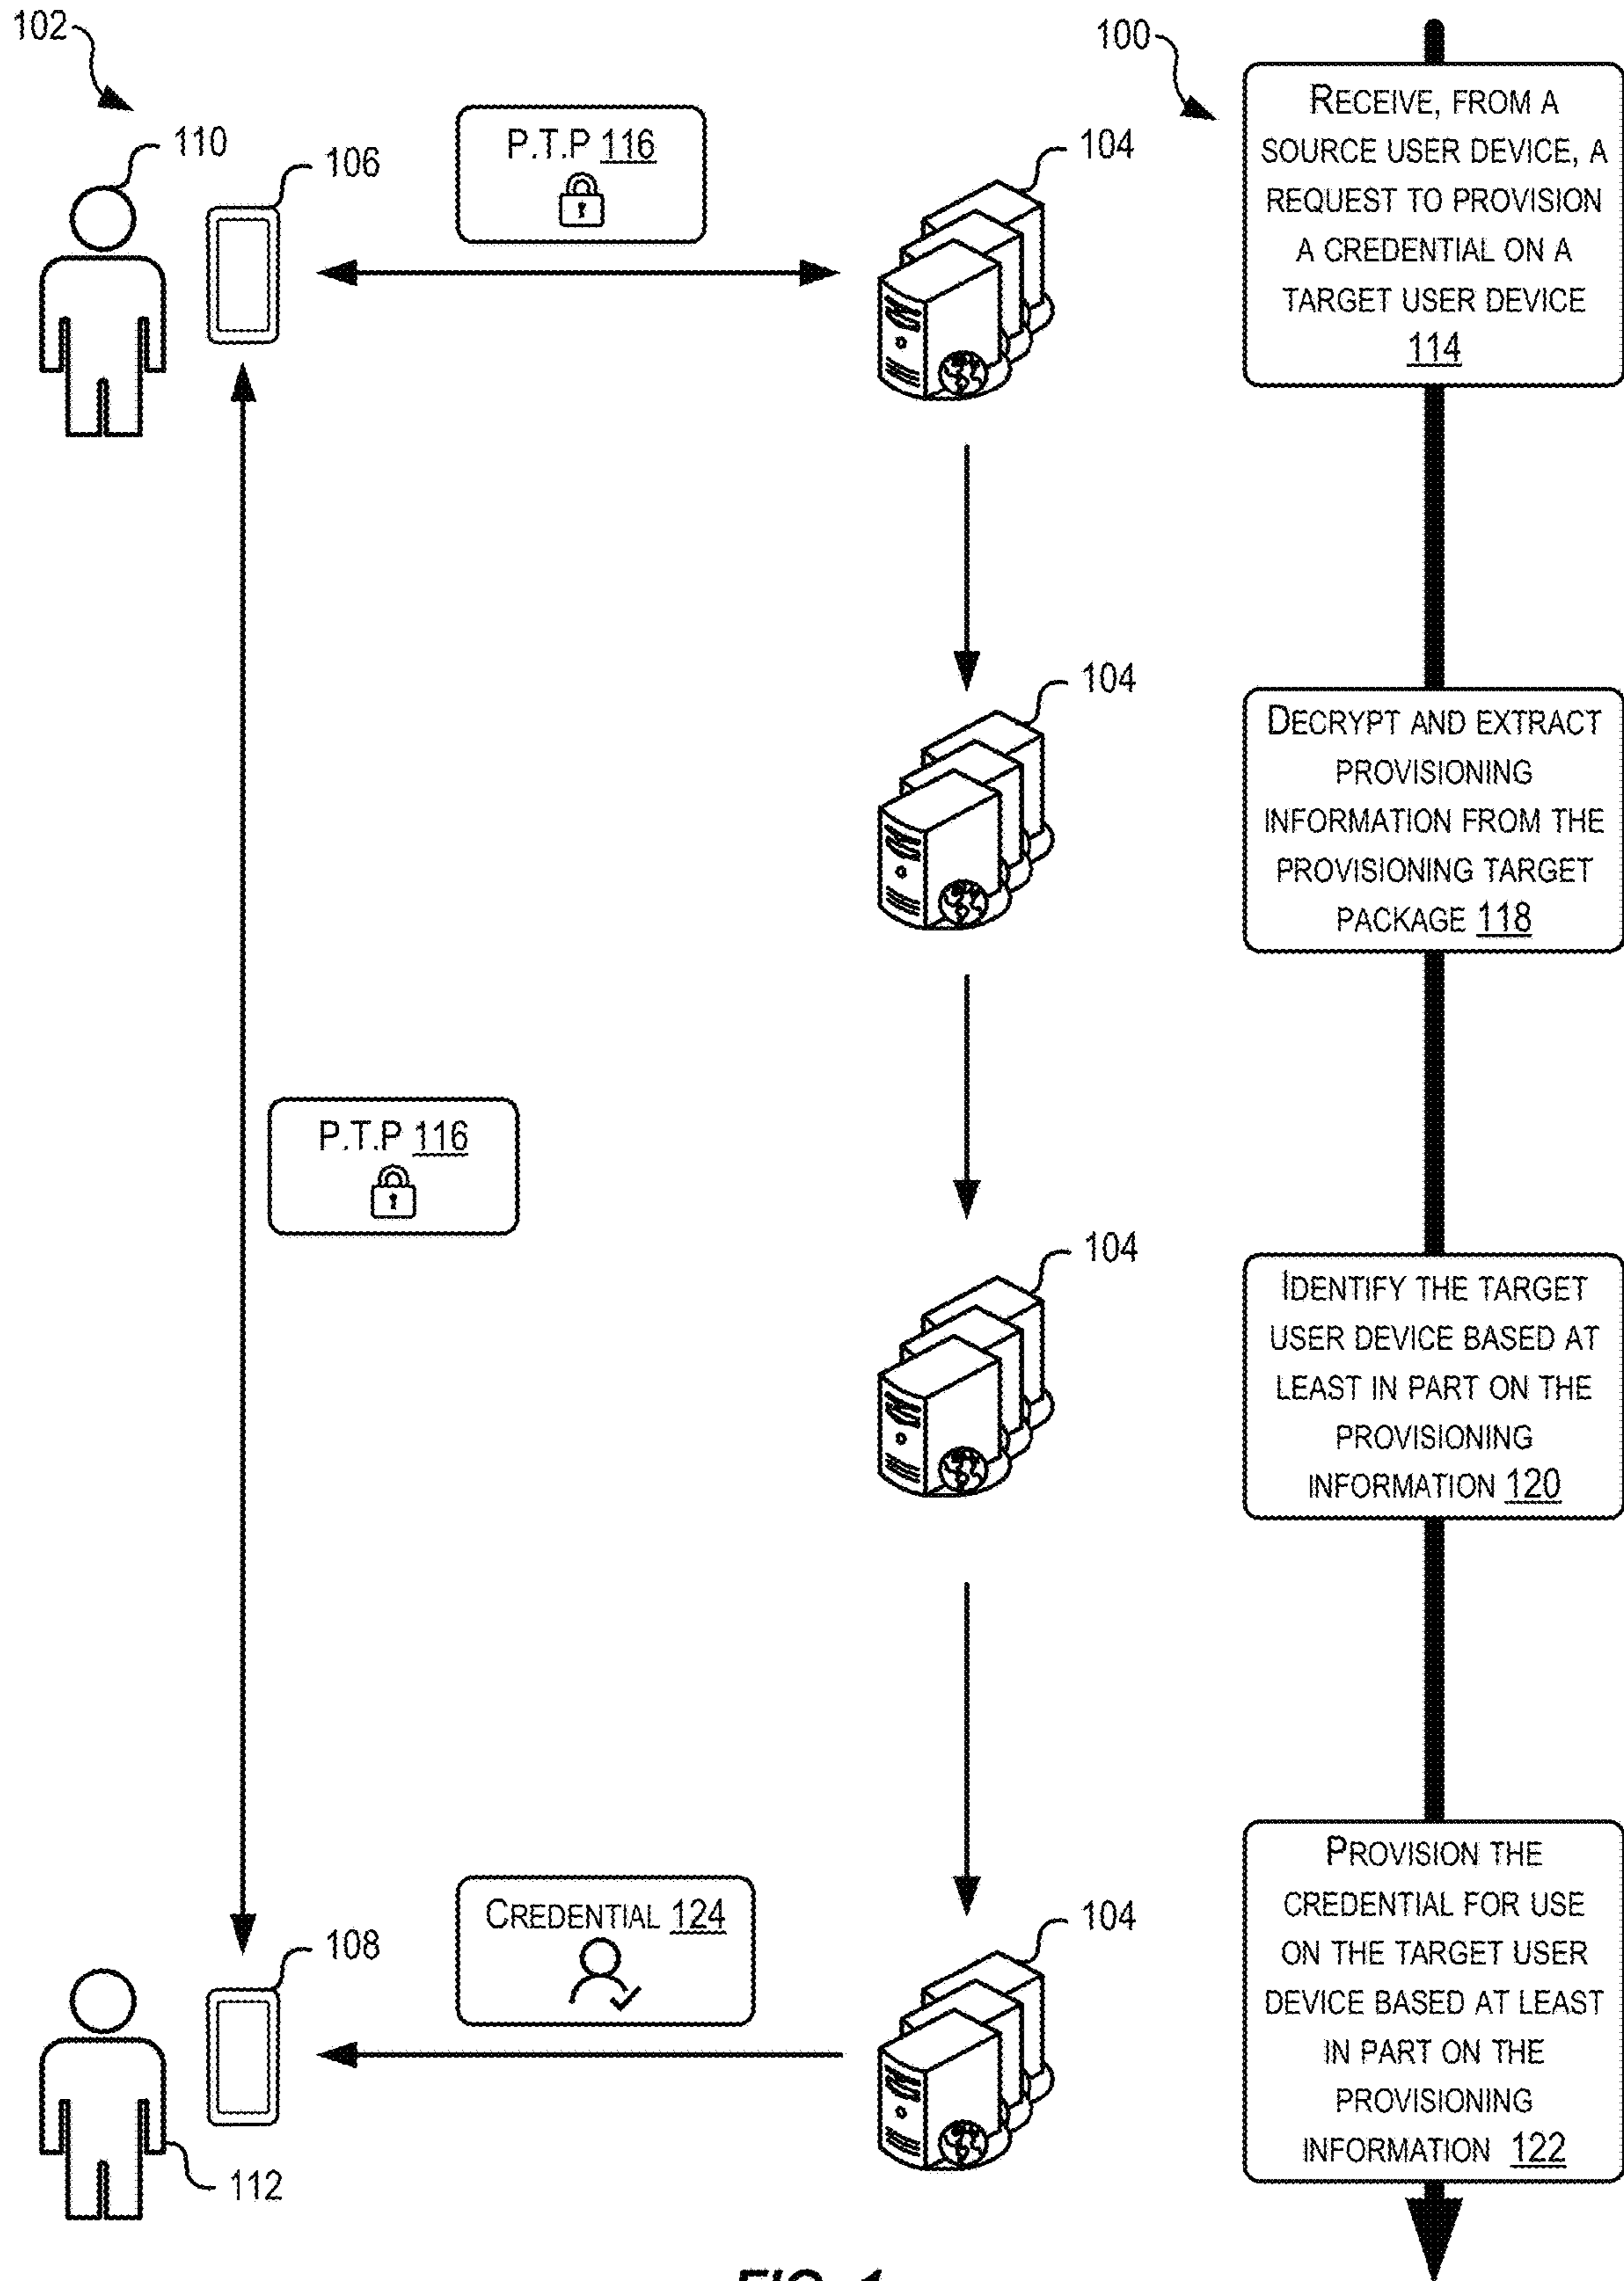 102
100
110
106
P.T.P 116
104
RECEIVE, FROM A
SOURCE USER DEVICE, A
REQUEST TO PROVISION
A CREDENTIAL ON A
TARGET USER DEVICE
114
104
DECRYPT AND EXTRACT
PROVISIONING
INFORMATION FROM THE
PROVISIONING TARGET
PACKAGE 118
P.T.P 116
104
IDENTIFY THE TARGET
USER DEVICE BASED AT
LEAST IN PART ON THE
PROVISIONING
INFORMATION 120
108
CREDENTIAL 124
104
PROVISION THE
CREDENTIAL FOR USE
ON THE TARGET USER
DEVICE BASED AT LEAST
IN PART ON THE
PROVISIONING
INFORMATION 122
112
FIG. 1